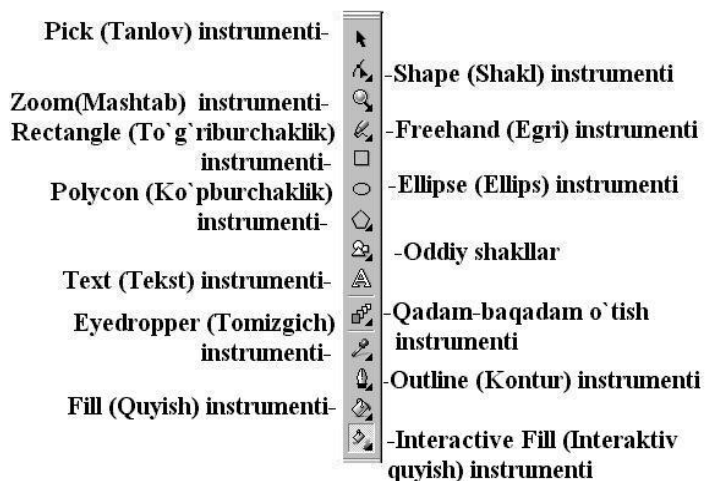 Pick (Tanlov) instrumenti-
-Shape (Shakl) instrumenti
Zoom(Mashtab) instrumenti-
Rectangle (To`g`riburchaklik)
instrumenti-
-Freehand (Egri) instrumenti
Polycon (Ko`pburchaklik)
instrumenti-
-Ellipse (Ellips) instrumenti
-Oddiy shakllar
Text (Tekst) instrumenti-
Eyedropper (Tomizgich)
instrumenti-
-Qadam-baqadam o`tish
instrumenti
-Outline (Kontur) instrumenti
Fill (Quyish) instrumenti-
-Interactive Fill (Interaktiv
quyish) instrumenti